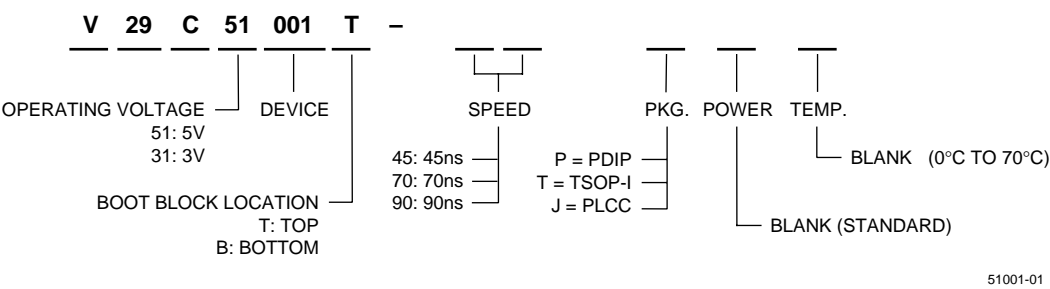 V 29 C 51 001 T –
OPERATING VOLTAGE
51: 5V
31: 3V
DEVICE
BOOT BLOCK LOCATION
T: TOP
B: BOTTOM
SPEED
45: 45ns
70: 70ns
90: 90ns
PKG.
P = PDIP
T = TSOP-I
J = PLCC
POWER
BLANK (STANDARD)
TEMP.
BLANK (0°C TO 70°C)
51001-01